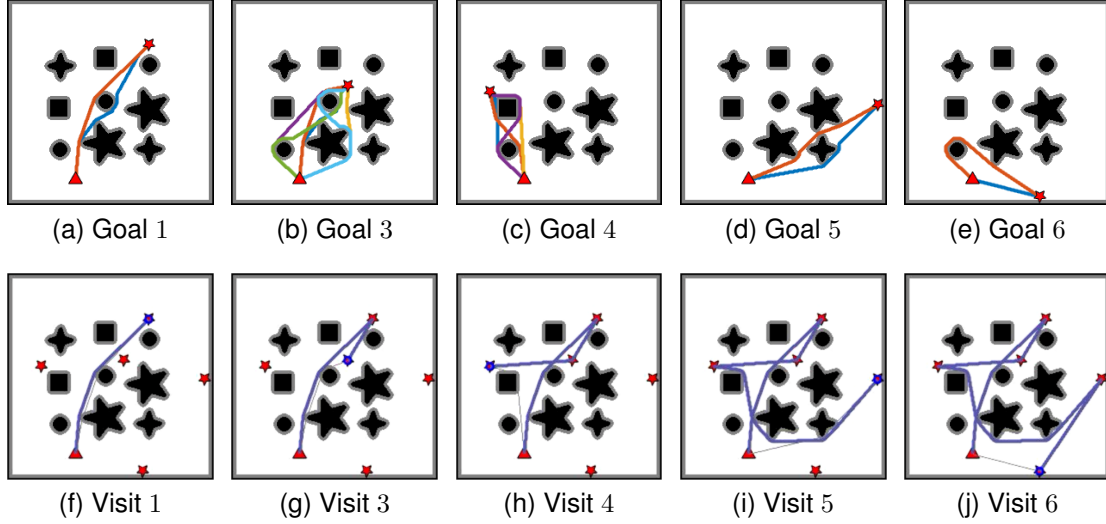 (a) Goal 1 (b) Goal 3 (c) Goal 4 (d) Goal 5 (e) Goal 6
(f) Visit 1 (g) Visit 3 (h) Visit 4 (i) Visit 5 (j) Visit 6